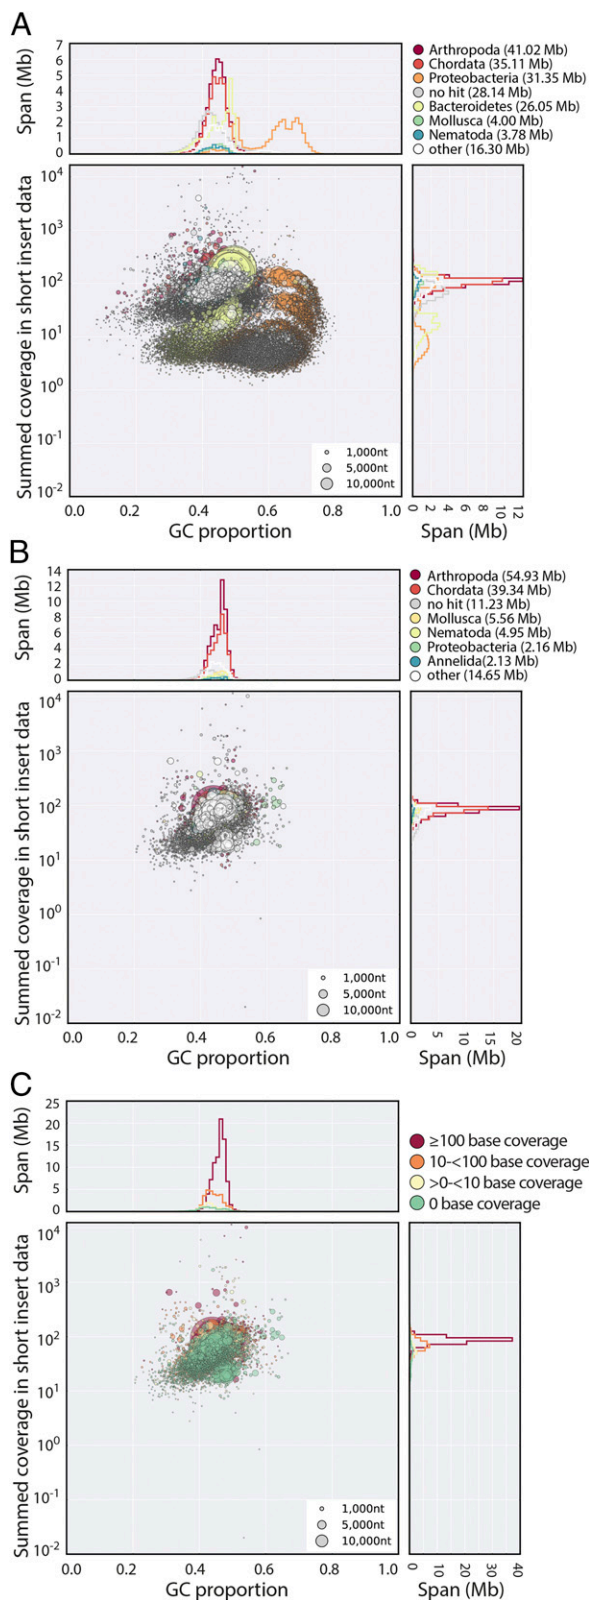 A
Span (Mb)
7
6
5
4
3
2
1
0
Arthropoda (41.02 Mb)
Chordata (35.11 Mb)
Proteobacteria (31.35 Mb)
no hit (28.14 Mb)
Bacteroidetes (26.05 Mb)
Mollusca (4.00 Mb)
Nematoda (3.78 Mb)
other (16.30 Mb)
Summed coverage in short insert data
10^4
10^3
10^2
10^1
10^0
10^-1
10^-2
1,000nt
5,000nt
10,000nt
0.0 0.2 0.4 0.6 0.8 1.0
GC proportion
0 2 4 6 8 10 12
Span (Mb)
B
Span (Mb)
14
12
10
8
6
4
2
0
Arthropoda (54.93 Mb)
Chordata (39.34 Mb)
no hit (11.23 Mb)
Mollusca (5.56 Mb)
Nematoda (4.95 Mb)
Proteobacteria (2.16 Mb)
Annelida(2.13 Mb)
other (14.65 Mb)
Summed coverage in short insert data
10^4
10^3
10^2
10^1
10^0
10^-1
10^-2
1,000nt
5,000nt
10,000nt
0.0 0.2 0.4 0.6 0.8 1.0
GC proportion
0 5 10 15 20
Span (Mb)
C
Span (Mb)
25
20
15
10
5
0
≥100 base coverage
10-<100 base coverage
>0-<10 base coverage
0 base coverage
Summed coverage in short insert data
10^4
10^3
10^2
10^1
10^0
10^-1
10^-2
1,000nt
5,000nt
10,000nt
0.0 0.2 0.4 0.6 0.8 1.0
GC proportion
0 10 20 30 40
Span (Mb)